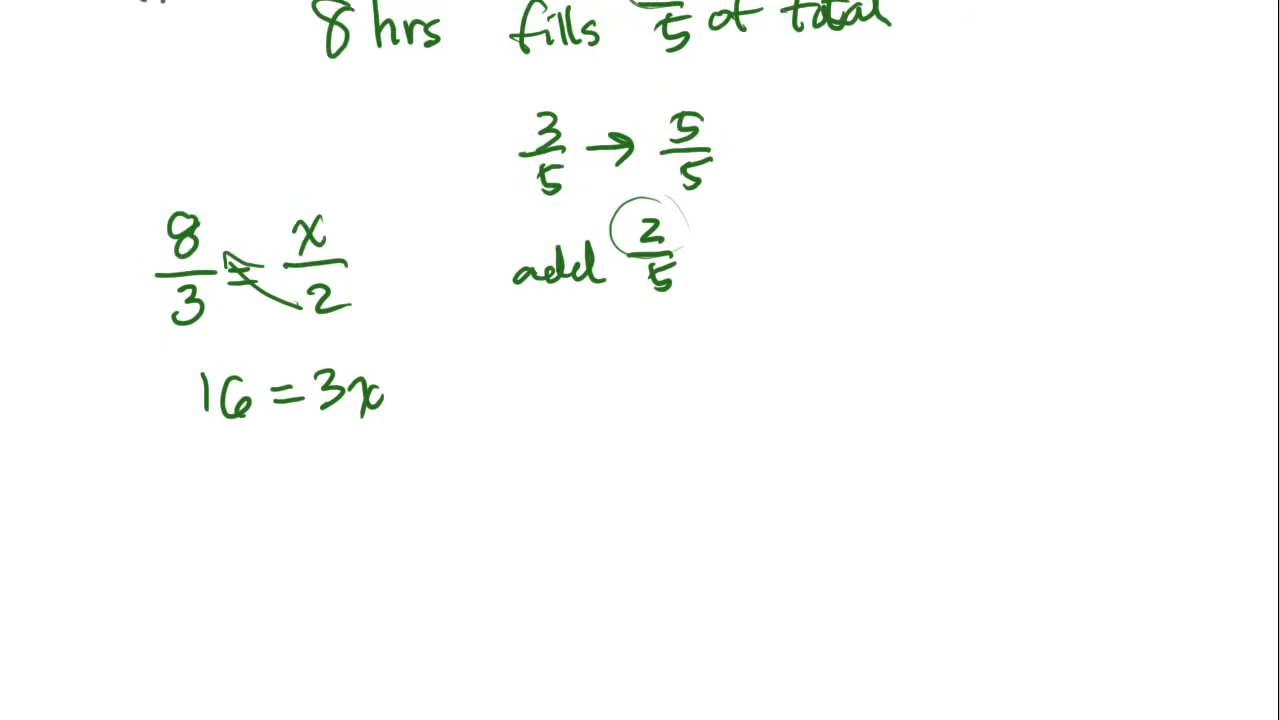 8 hrs fills /5 of total
3/5 → 5/5
8/3 = x/2
add 2/5
16 = 3x